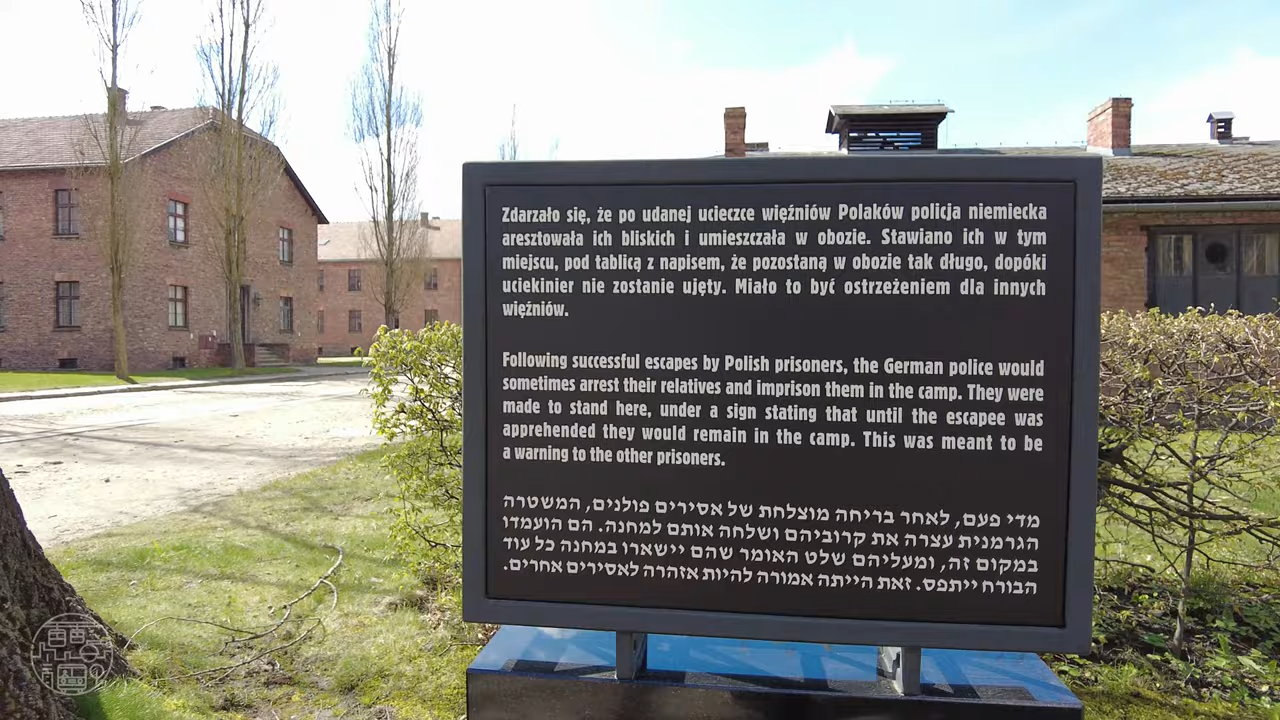 Zdarzało się, że po udanej ucieczce więźniów Polaków policja niemiecka
aresztowała ich bliskich i umieszczała w obozie. Stawiano ich w tym
miejscu, pod tablicą z napisem, że pozostaną w obozie tak długo, dopóki
uciekinier nie zostanie ujęty. Miało to być ostrzeżeniem dla innych
więźniów.
Following successful escapes by Polish prisoners, the German police would
sometimes arrest their relatives and imprison them in the camp. They were
made to stand here, under a sign stating that until the escapee was
apprehended they would remain in the camp. This was meant to be
a warning to the other prisoners.
מדי פעם, לאחר בריחה מוצלחת של אסירים פולנים, המשטרה
הגרמנית עצרה את קרוביהם ושלחה אותם למחנה. הם הועמדו
במקום זה, ומעליהם שלט האומר שהם יישארו במחנה כל עוד
הבורח ייתפס. זאת הייתה אמורה להיות אזהרה לאסירים אחרים.